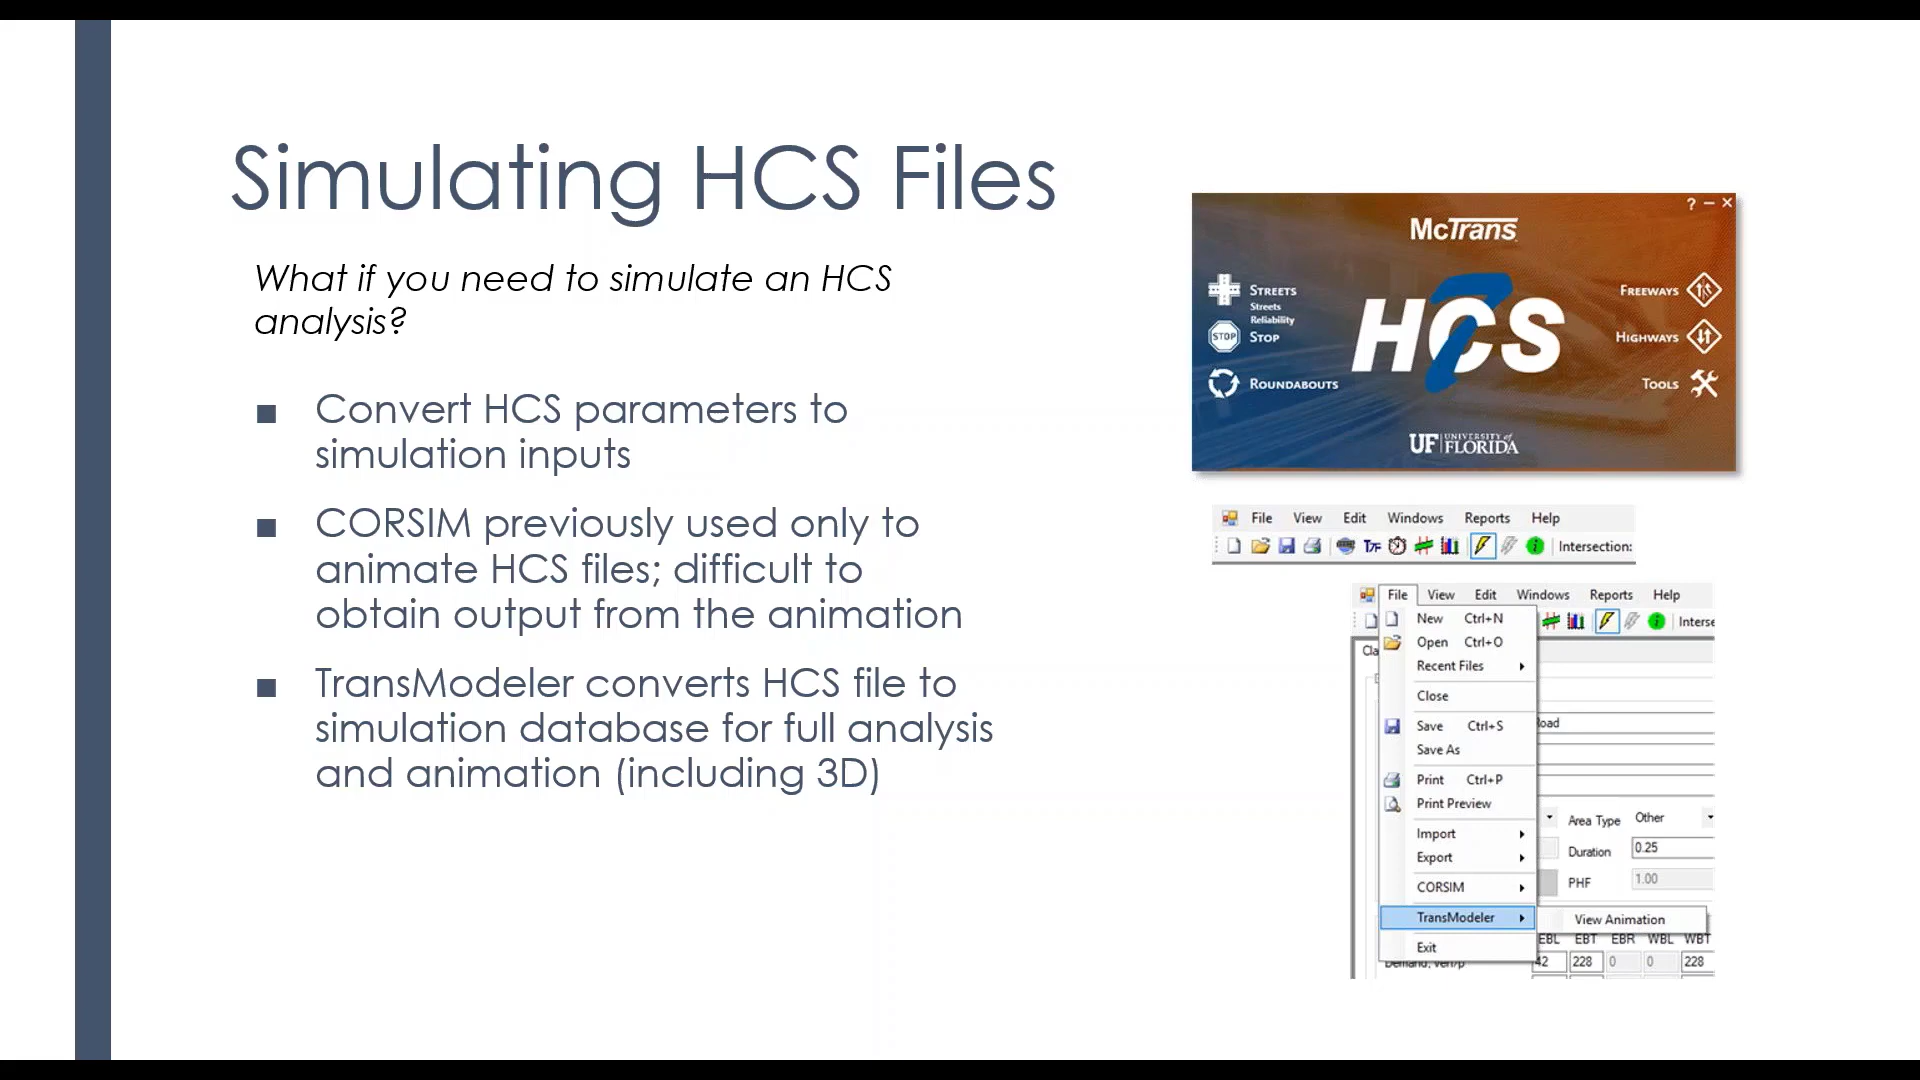 Simulating HCS Files
What if you need to simulate an HCS
analysis?
■ Convert HCS parameters to
simulation inputs
■ CORSIM previously used only to
animate HCS files; difficult to
obtain output from the animation
■ TransModeler converts HCS file to
simulation database for full analysis
and animation (including 3D)
? – ×
McTrans
STREETS
Streets
Reliability
STOP
STOP
ROUNDABOUTS
HCS
7
FREEWAYS
HIGHWAYS
TOOLS
UF UNIVERSITY of
FLORIDA
File View Edit Windows Reports Help
T7F Intersection:
File View Edit Windows Reports Help
Interse
New Ctrl+N
Open Ctrl+O
Cla
Recent Files
Close
Save Ctrl+S
Road
Save As
Print Ctrl+P
Print Preview
Area Type Other
Import
Duration 0.25
Export
PHF 1.00
CORSIM
TransModeler View Animation
EBL EBT EBR WBL WBT
Exit
Demand, veh/h 42 228 0 0 228